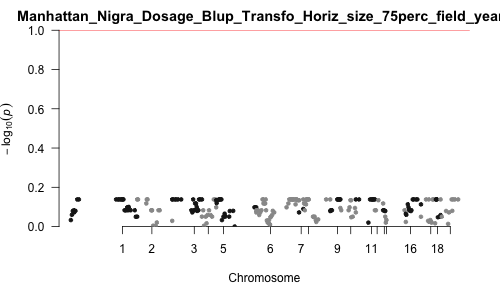 Manhattan_Nigra_Dosage_Blup_Transfo_Horiz_size_75perc_field_year
1.0
0.8
0.6
0.4
0.2
0.0
− log₁₀(p)
1 2 3 5 6 7 9 11 16 18
Chromosome